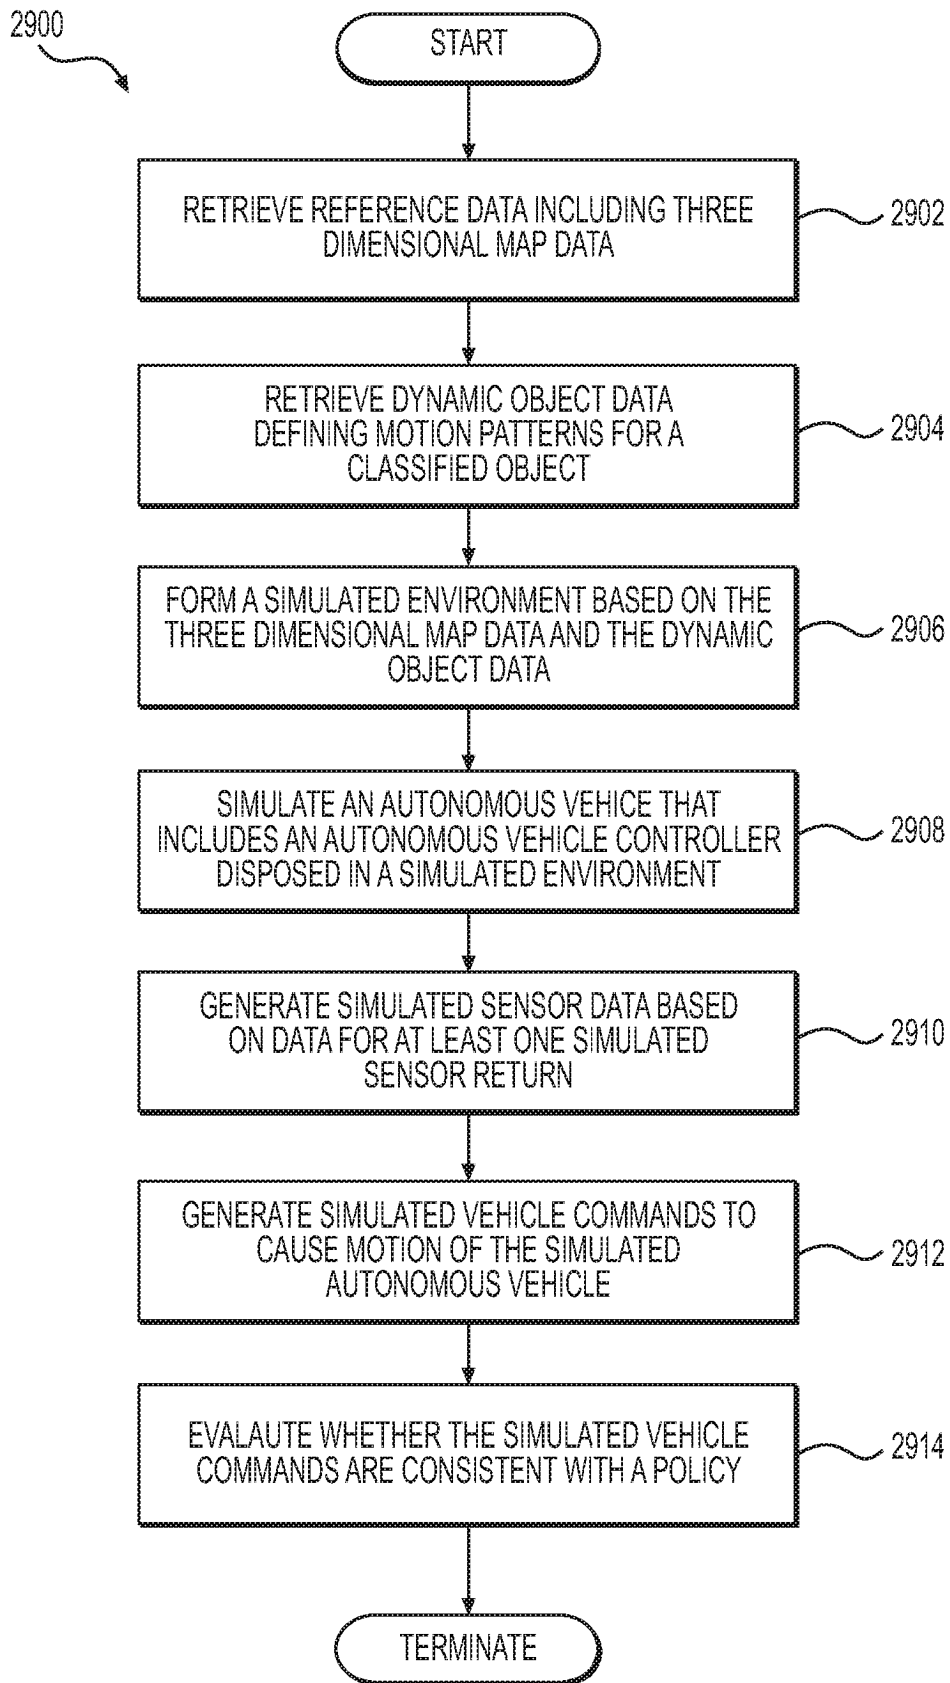 2900
START
RETRIEVE REFERENCE DATA INCLUDING THREE
DIMENSIONAL MAP DATA
2902
RETRIEVE DYNAMIC OBJECT DATA
DEFINING MOTION PATTERNS FOR A
CLASSIFIED OBJECT
2904
FORM A SIMULATED ENVIRONMENT BASED ON THE
THREE DIMENSIONAL MAP DATA AND THE DYNAMIC
OBJECT DATA
2906
SIMULATE AN AUTONOMOUS VEHICE THAT
INCLUDES AN AUTONOMOUS VEHICLE CONTROLLER
DISPOSED IN A SIMULATED ENVIRONMENT
2908
GENERATE SIMULATED SENSOR DATA BASED
ON DATA FOR AT LEAST ONE SIMULATED
SENSOR RETURN
2910
GENERATE SIMULATED VEHICLE COMMANDS TO
CAUSE MOTION OF THE SIMULATED
AUTONOMOUS VEHICLE
2912
EVALAUTE WHETHER THE SIMULATED VEHICLE
COMMANDS ARE CONSISTENT WITH A POLICY
2914
TERMINATE